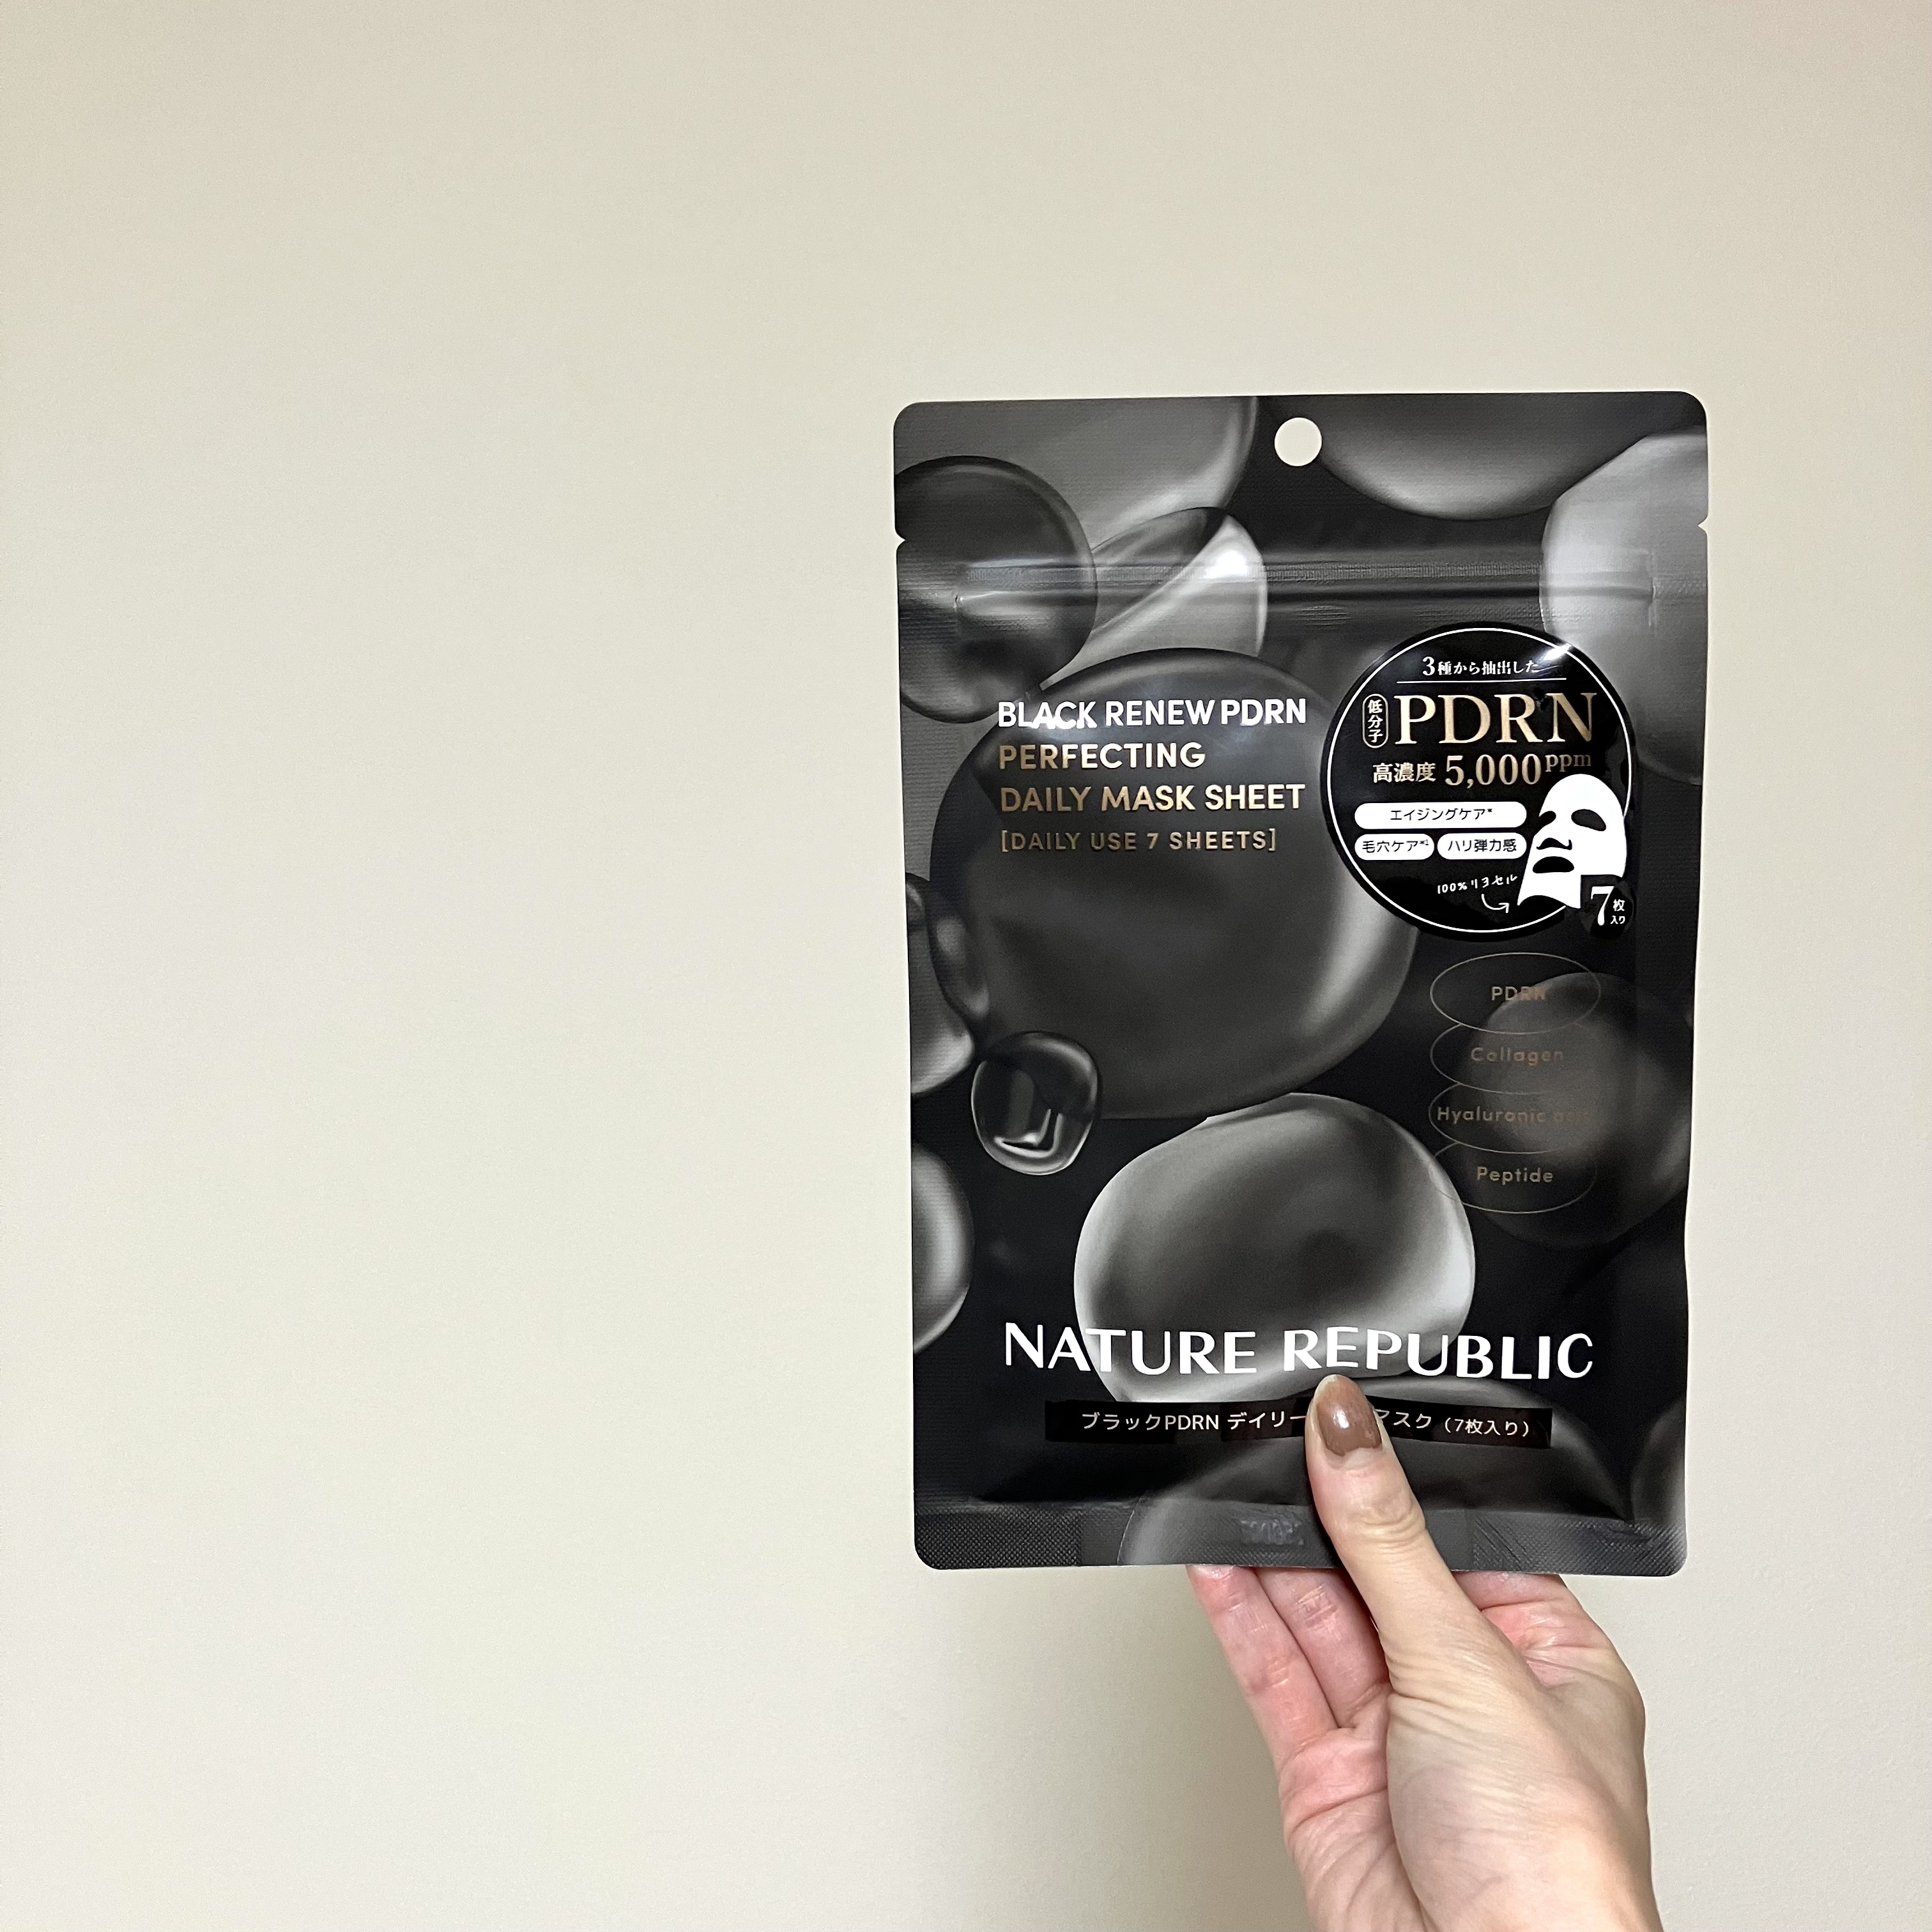 BLACK RENEW PDRN
PERFECTING
DAILY MASK SHEET
[DAILY USE 7 SHEETS]
3種から抽出した
低分子
PDRN
高濃度 5,000ppm
エイジングケア*
毛穴ケア*² ハリ弾力感
100%リヨセル
7枚入り
PDRN
Collagen
Hyaluronic acid
Peptide
NATURE REPUBLIC
ブラックPDRN デイリー スク（7枚入り）